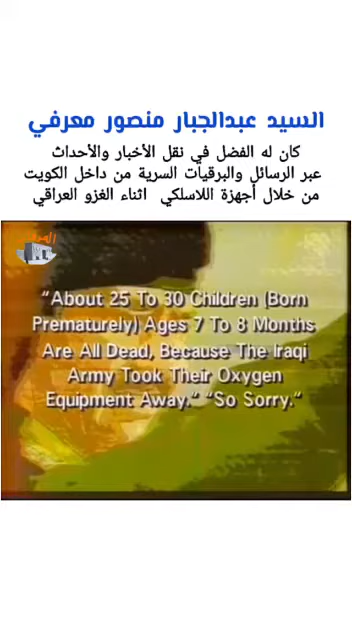 السيد عبدالجبار منصور معرفي
كان له الفضل في نقل الأخبار والأحداث
عبر الرسائل والبرقيات السرية من داخل الكويت
من خلال أجهزة اللاسلكي اثناء الغزو العراقي
"About 25 To 30 Children (Born
Prematurely) Ages 7 To 8 Months
Are All Dead, Because The Iraqi
Army Took Their Oxygen
Equipment Away." "So Sorry."